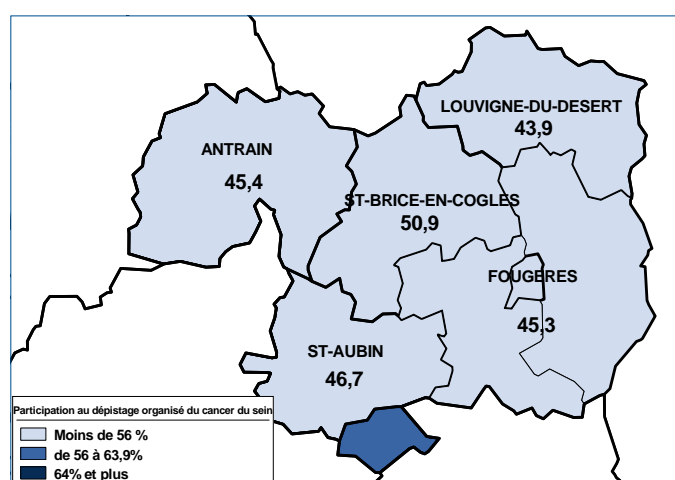 LOUVIGNE-DU-DESERT
43,9
ANTRAIN
45,4
ST-BRICE-EN-COGLES
50,9
FOUGERES
45,3
ST-AUBIN
46,7
Participation au dépistage organisé du cancer du sein
Moins de 56 %
de 56 à 63,9%
64% et plus